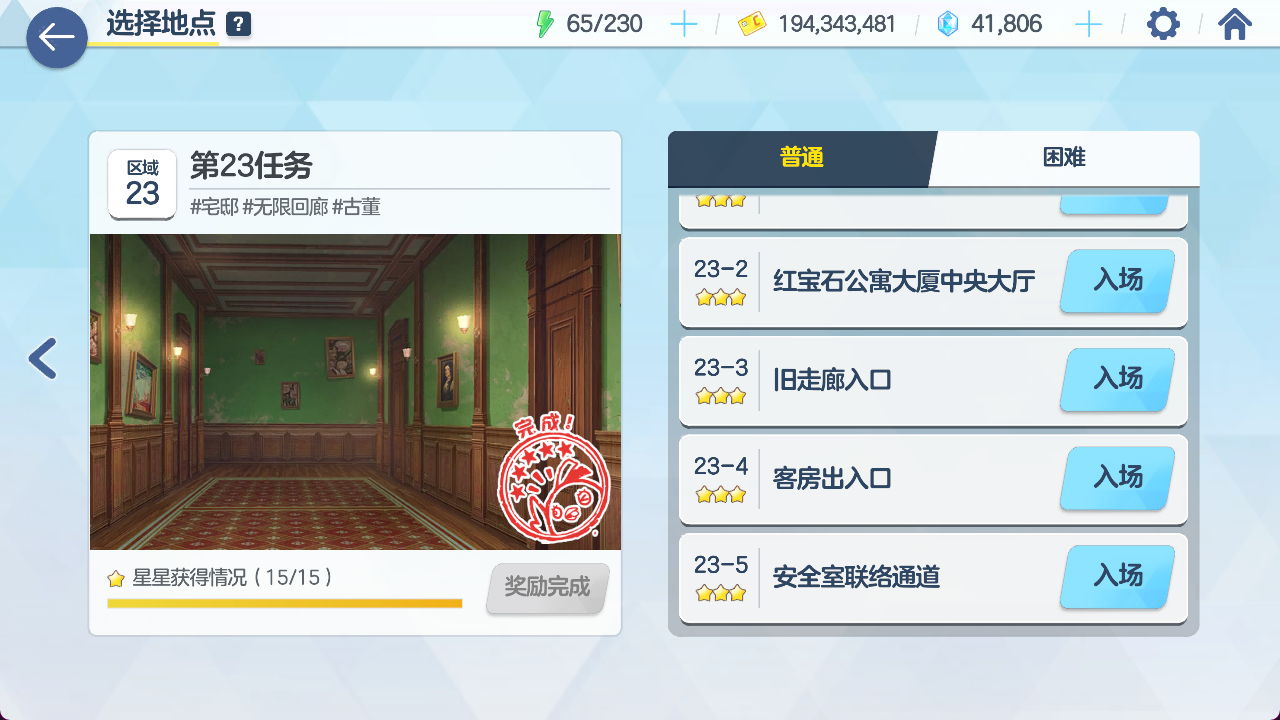 选择地点 ?
65/230
194,343,481
41,806
区域
23
第23任务
#宅邸 #无限回廊 #古董
完成!
星星获得情况 ( 15/15 )
奖励完成
普通
困难
23-2
红宝石公寓大厦中央大厅
入场
23-3
旧走廊入口
入场
23-4
客房出入口
入场
23-5
安全室联络通道
入场